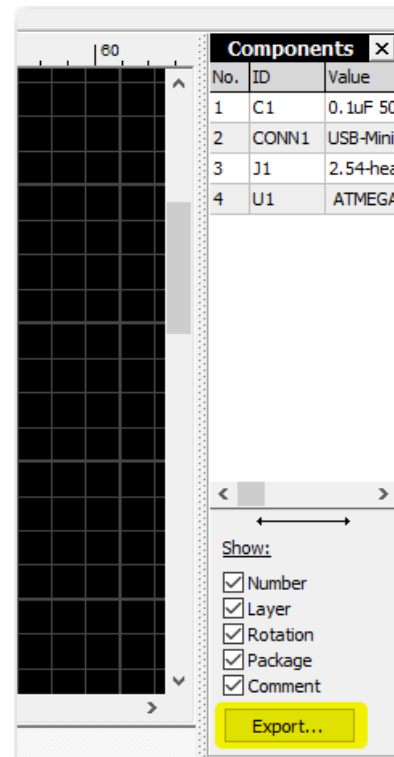 60
Components
No. ID Value
1 C1 0.1uF 50
2 CONN1 USB-Mini
3 J1 2.54-hea
4 U1 ATMEGA
Show:
Number
Layer
Rotation
Package
Comment
Export...